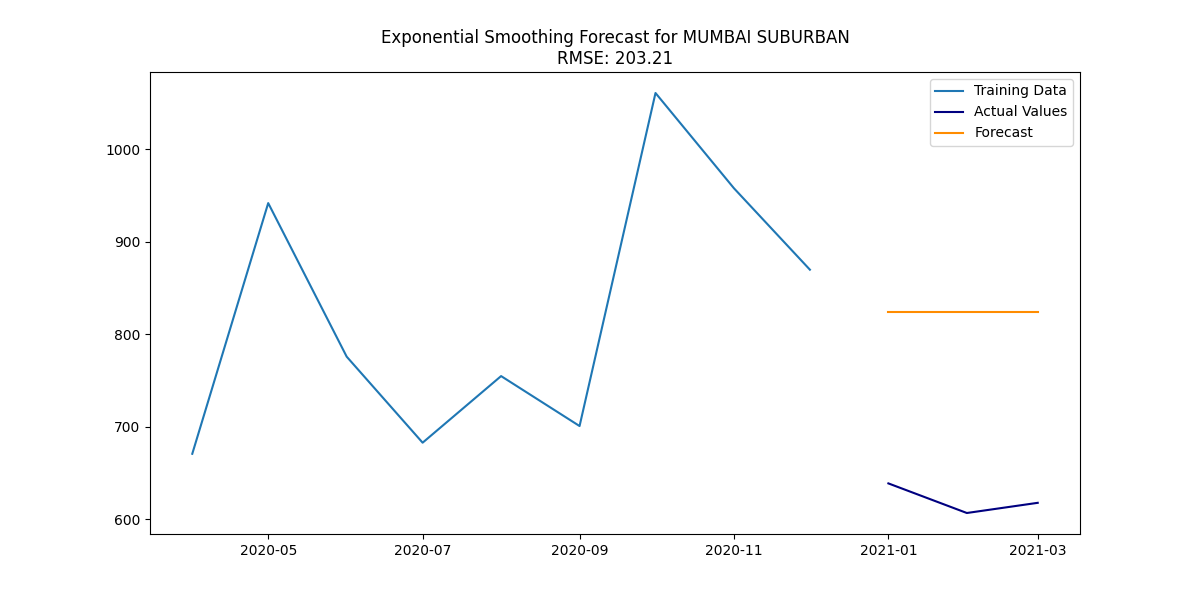 Exponential Smoothing Forecast for MUMBAI SUBURBAN
RMSE: 203.21
Training Data
Actual Values
Forecast
1000
900
800
700
600
2020-05
2020-07
2020-09
2020-11
2021-01
2021-03